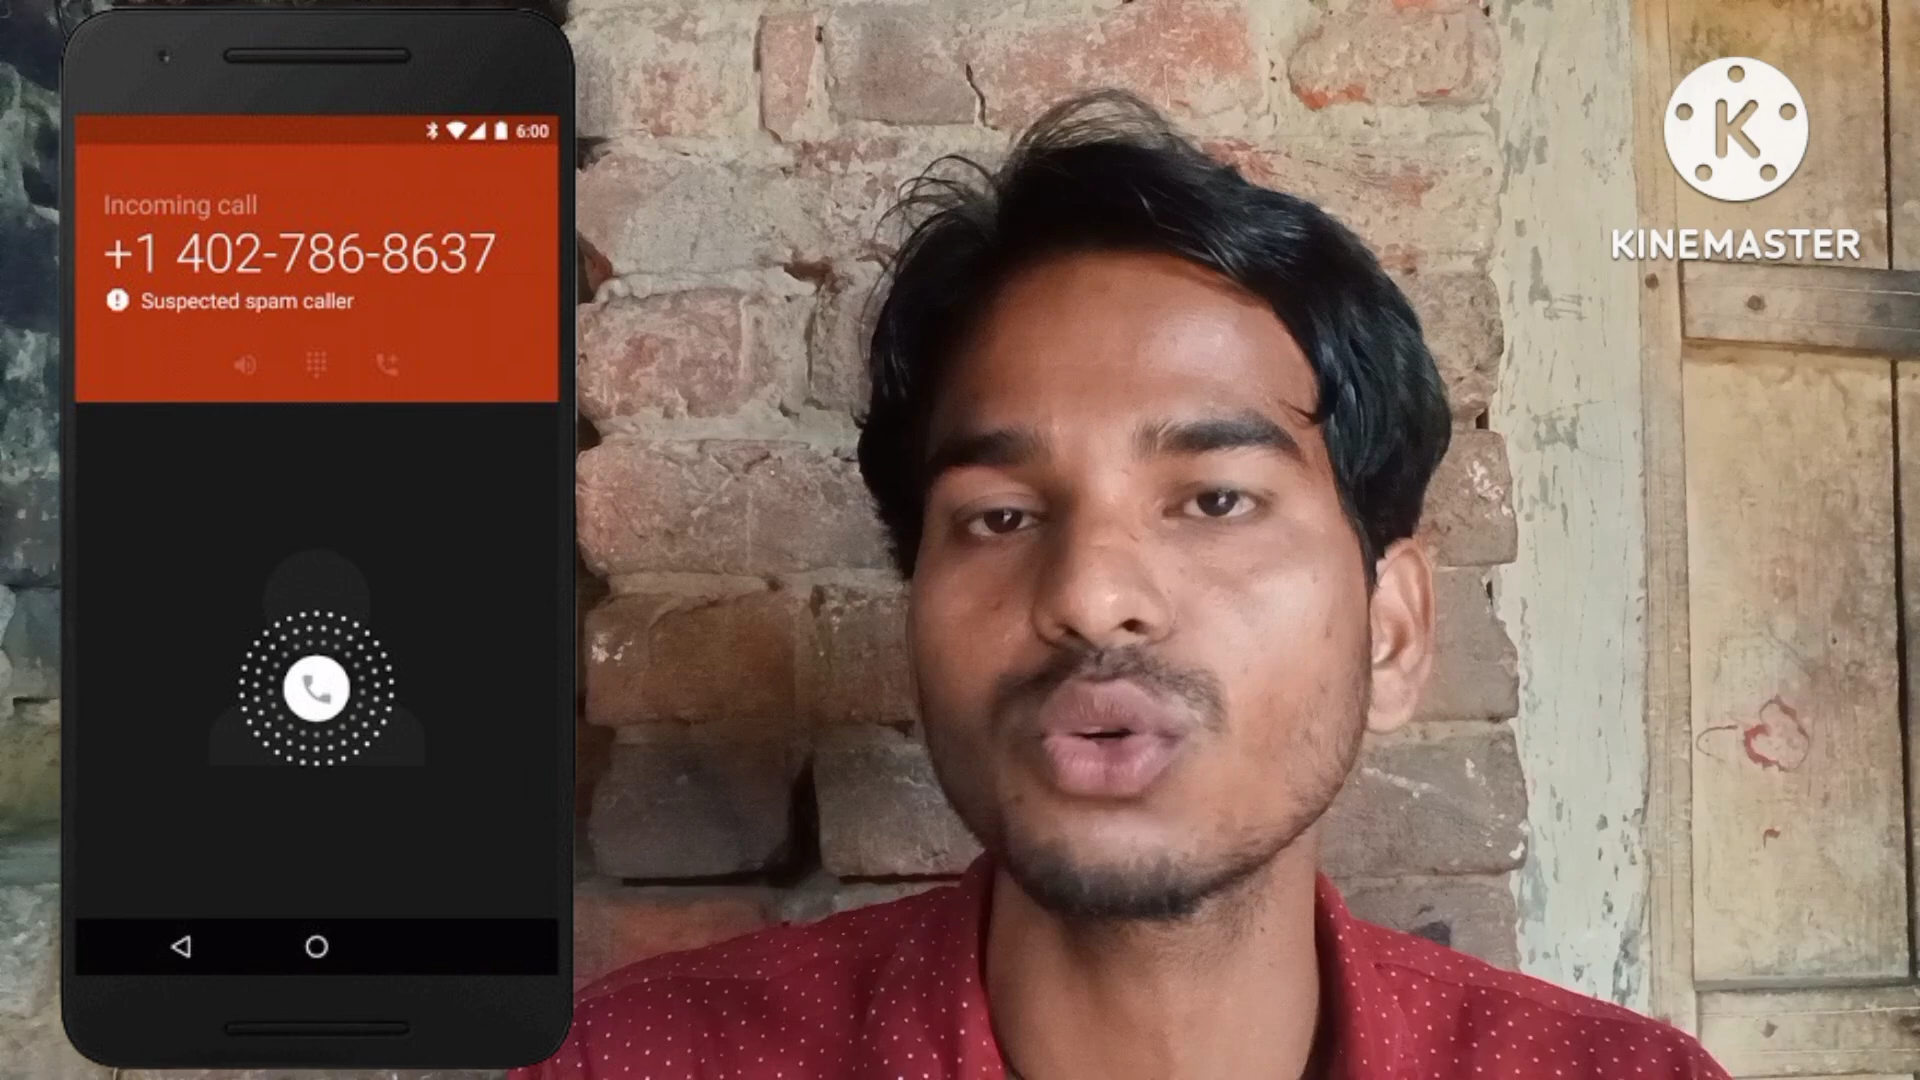 6:00
Incoming call
+1 402-786-8637
Suspected spam caller
K
KINEMASTER